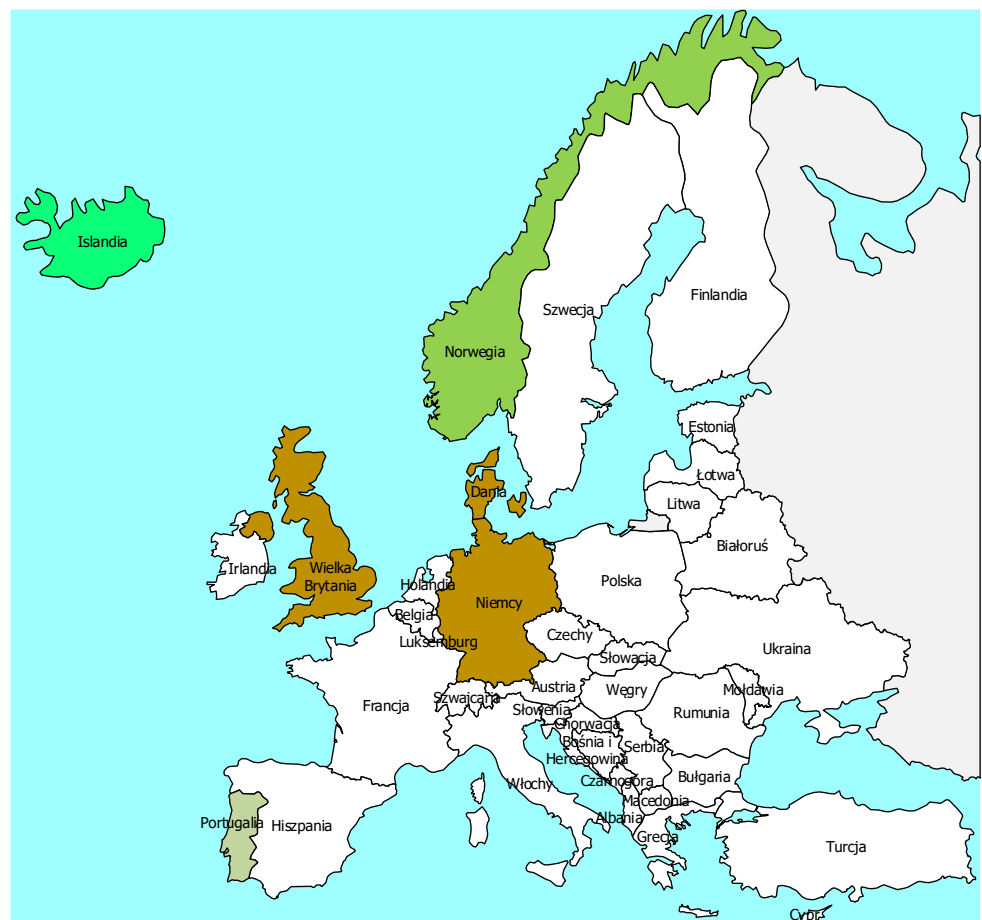 Islandia
Finlandia
Szwecja
Norwegia
Estonia
Łotwa
Dania
Litwa
Białoruś
Irlandia
Wielka
Brytania
Holandia
Polska
Niemcy
Belgia
Czechy
Luksemburg
Ukraina
Słowacja
Austria
Węgry
Mołdawia
Szwajcaria
Francja
Słowenia
Rumunia
Chorwacja
Bośnia i
Hercegowina
Serbia
Włochy
Czarnogóra
Bułgaria
Macedonia
Albania
Portugalia
Hiszpania
Grecja
Turcja
Cypr